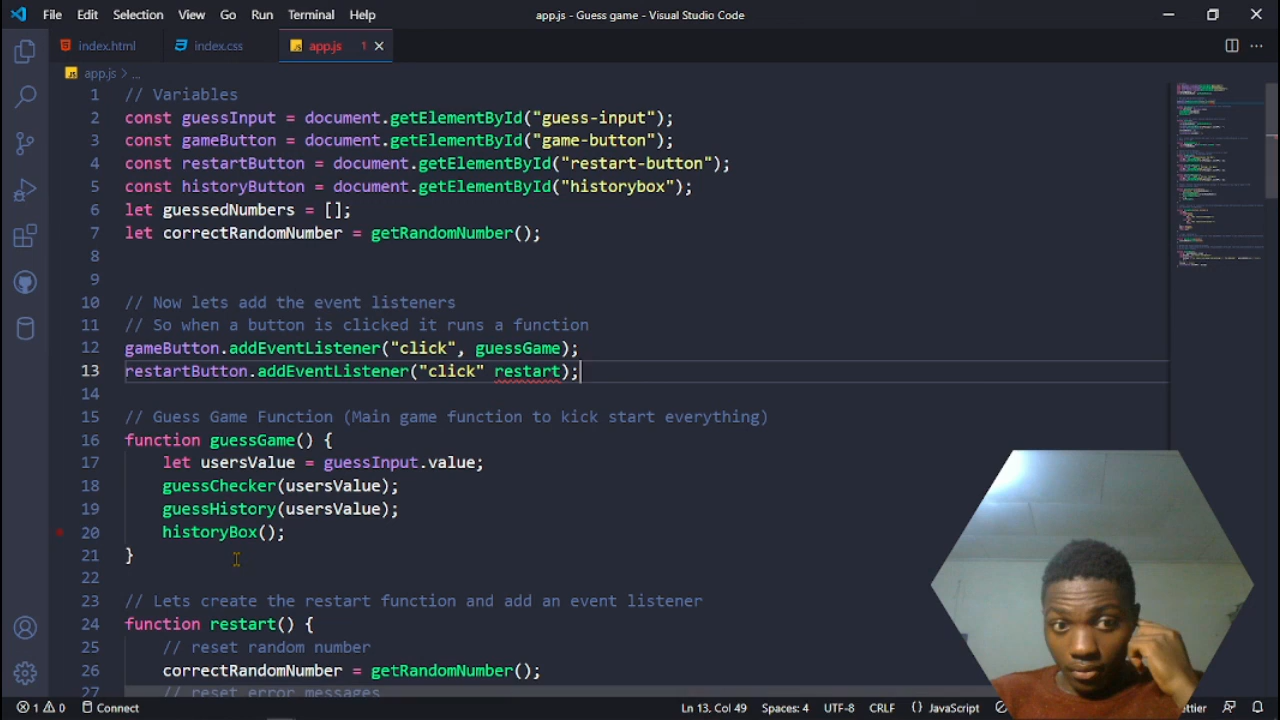 File Edit Selection View Go Run Terminal Help app.js - Guess game - Visual Studio Code
index.html index.css app.js 1
app.js > ...
1 // Variables
2 const guessInput = document.getElementById("guess-input");
3 const gameButton = document.getElementById("game-button");
4 const restartButton = document.getElementById("restart-button");
5 const historyButton = document.getElementById("historybox");
6 let guessedNumbers = [];
7 let correctRandomNumber = getRandomNumber();
8
9
10 // Now lets add the event listeners
11 // So when a button is clicked it runs a function
12 gameButton.addEventListener("click", guessGame);
13 restartButton.addEventListener("click" restart);
14
15 // Guess Game Function (Main game function to kick start everything)
16 function guessGame() {
17 let usersValue = guessInput.value;
18 guessChecker(usersValue);
19 guessHistory(usersValue);
20 historyBox();
21 }
22
23 // Lets create the restart function and add an event listener
24 function restart() {
25 // reset random number
26 correctRandomNumber = getRandomNumber();
27 // reset error messages
1 0 Connect Ln 13, Col 49 Spaces: 4 UTF-8 CRLF {} JavaScript